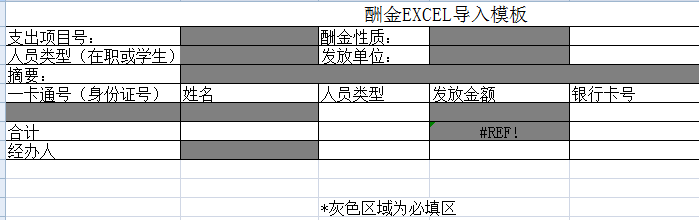 酬金EXCEL导入模板
支出项目号： 酬金性质：
人员类型（在职或学生） 发放单位：
摘要：
一卡通号（身份证号） 姓名 人员类型 发放金额 银行卡号
合计 #REF!
经办人
*灰色区域为必填区